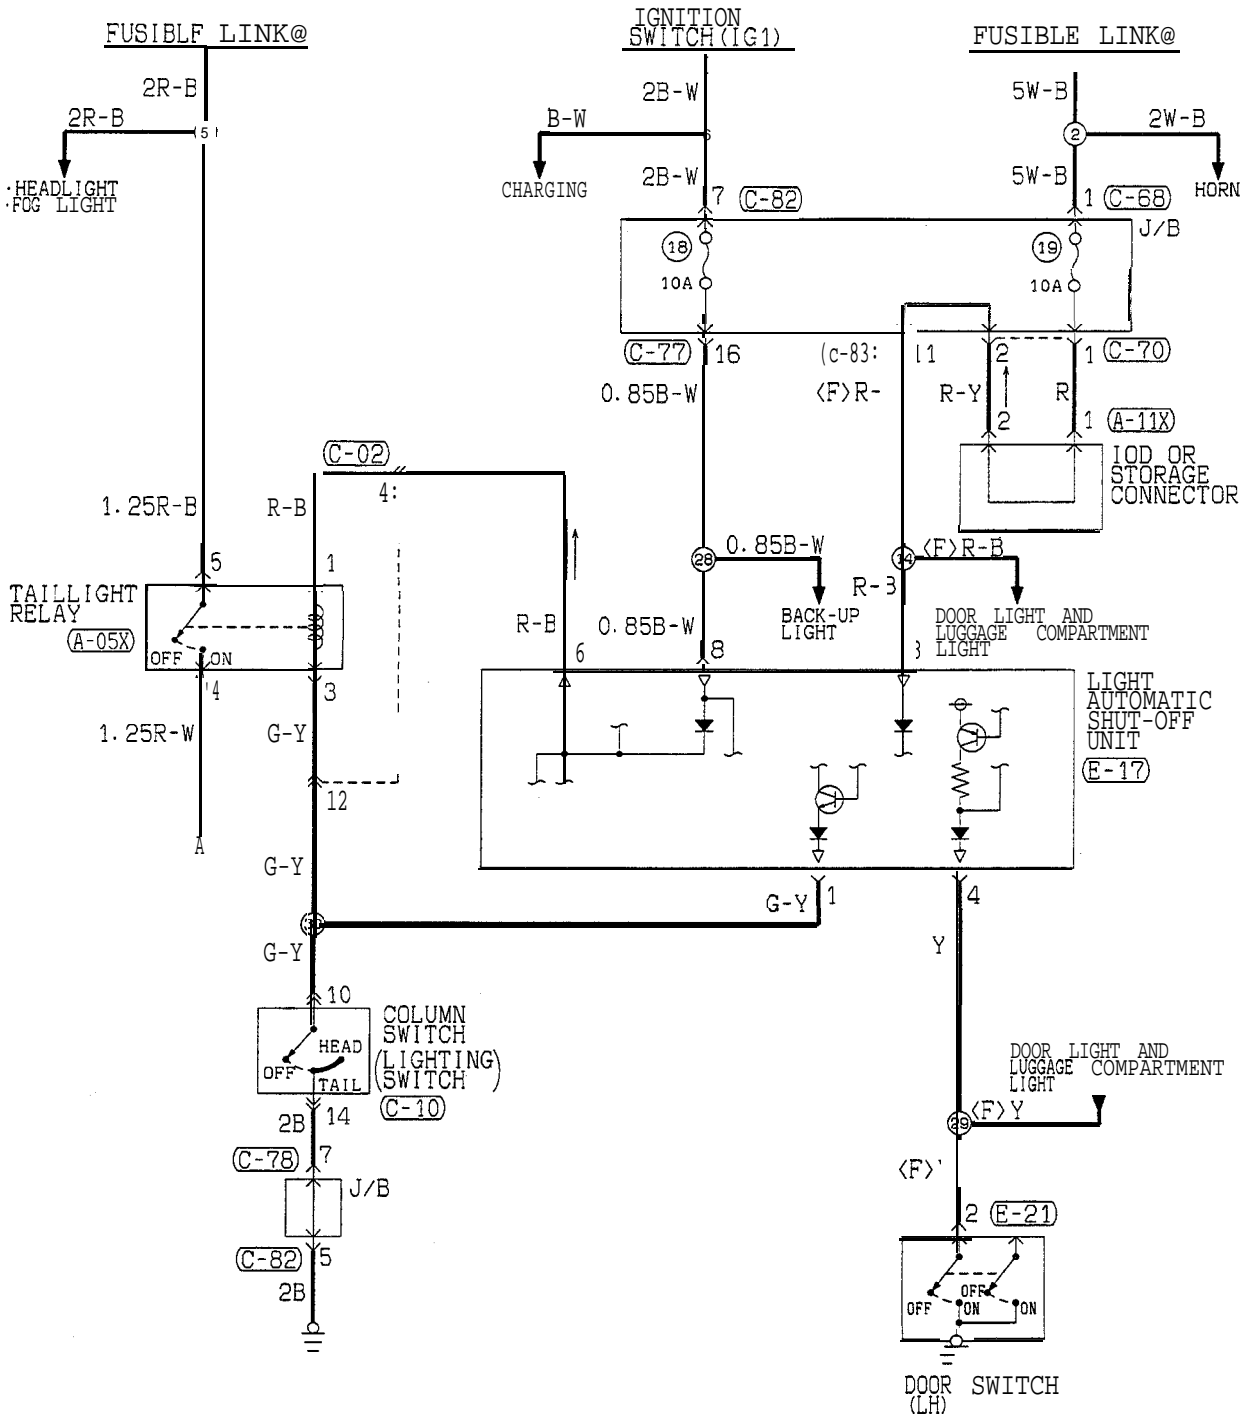 FUSIBLF LINK@
IGNITION
SWITCH(IG1)
FUSIBLE LINK@
2R-B
2B-W
5W-B
2R-B
5
B-W
6
2
2W-B
·HEADLIGHT
·FOG LIGHT
CHARGING
2B-W
5W-B
HORN
7
C-82
1
C-68
J/B
18
19
10A
10A
C-77
16
(c-83:
11
2
1
C-70
0.85B-W
<F>R-
R-Y
R
2
1
A-11X
C-02
4:
IOD OR
STORAGE
CONNECTOR
1.25R-B
R-B
5
1
28
0.85B-W
14
<F>R-B
TAILLIGHT
RELAY
A-05X
OFF
ON
R-B
0.85B-W
BACK-UP
LIGHT
R-3
DOOR LIGHT AND
LUGGAGE COMPARTMENT
LIGHT
6
8
3
'4
3
LIGHT
AUTOMATIC
SHUT-OFF
UNIT
E-17
1.25R-W
G-Y
12
A
G-Y
G-Y
1
4
G-Y
Y
10
COLUMN
SWITCH
(LIGHTING)
SWITCH
C-10
HEAD
OFF
TAIL
DOOR LIGHT AND
LUGGAGE COMPARTMENT
LIGHT
2B
14
29
<F>Y
C-78
7
J/B
<F>'
C-82
5
2
E-21
2B
OFF
OFF
ON
ON
DOOR SWITCH
(LH)